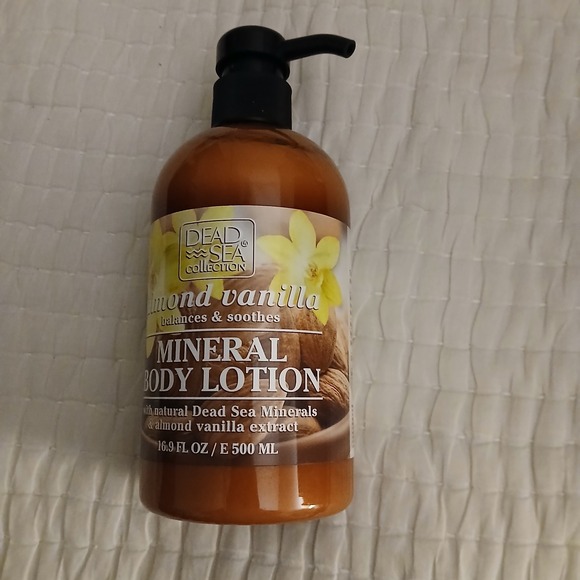 DEAD
SEA®
COLLECTION
almond vanilla
balances & soothes
MINERAL
BODY LOTION
with natural Dead Sea Minerals
& almond vanilla extract
16.9 FL OZ / E 500 ML